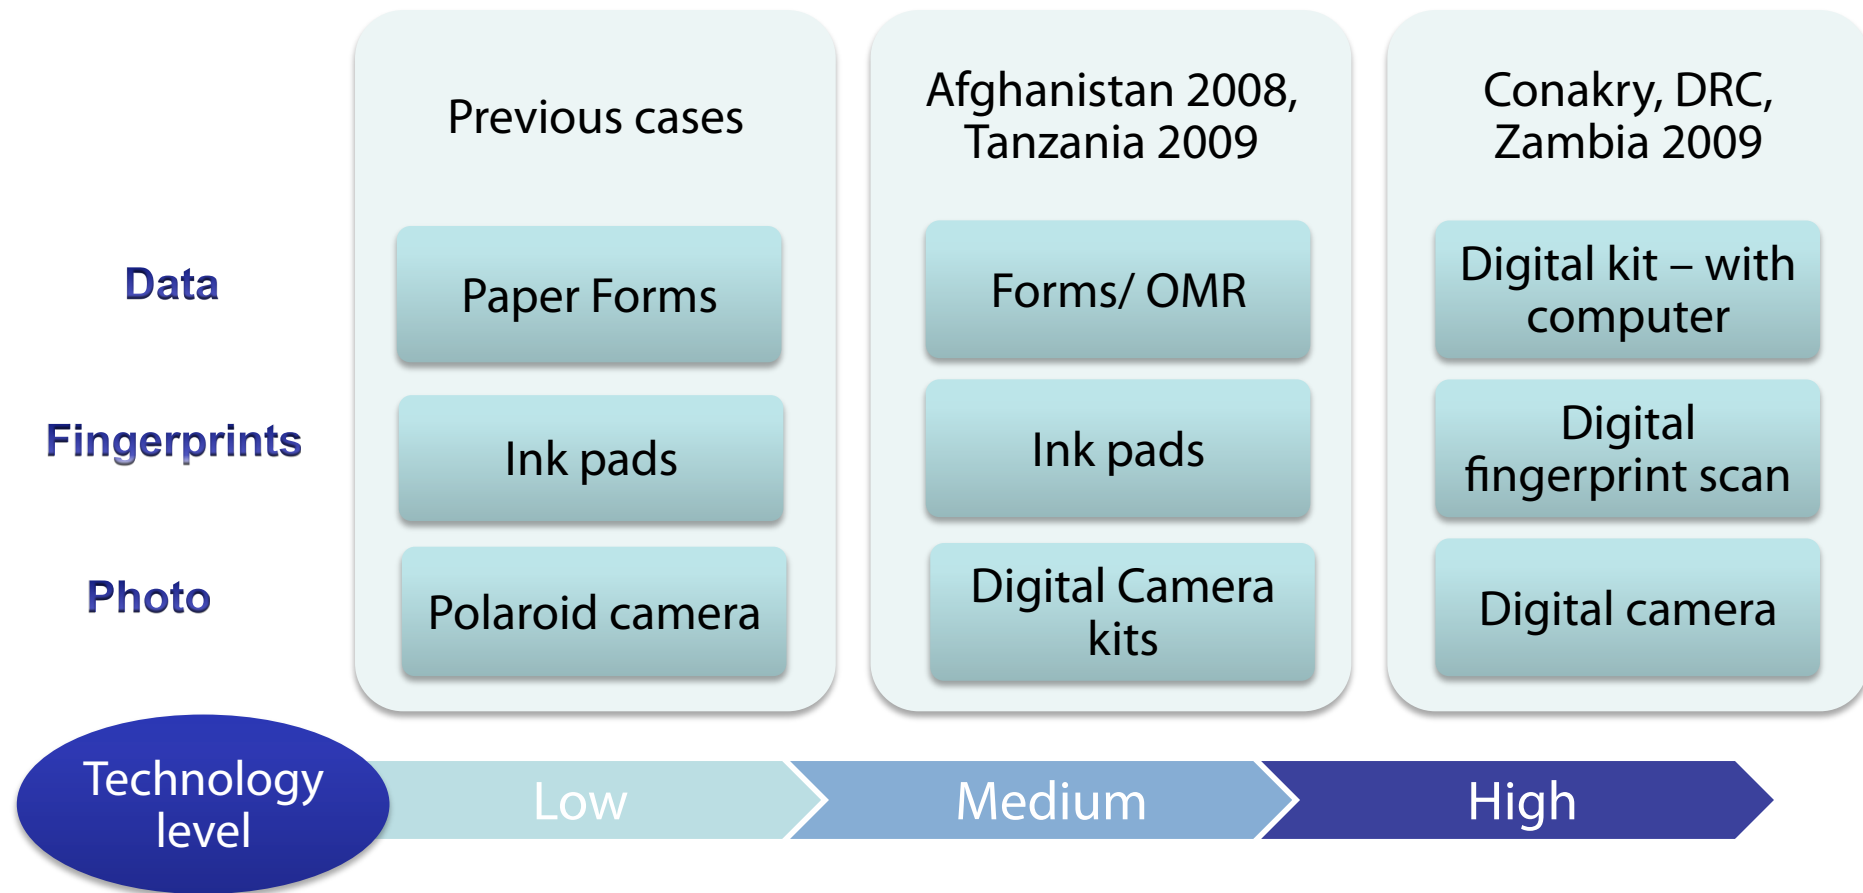 Previous cases
Afghanistan 2008,
Tanzania 2009
Conakry, DRC,
Zambia 2009
Data
Paper Forms
Forms/ OMR
Digital kit – with
computer
Fingerprints
Ink pads
Ink pads
Digital
fingerprint scan
Photo
Polaroid camera
Digital Camera
kits
Digital camera
Technology
level
Low
Medium
High